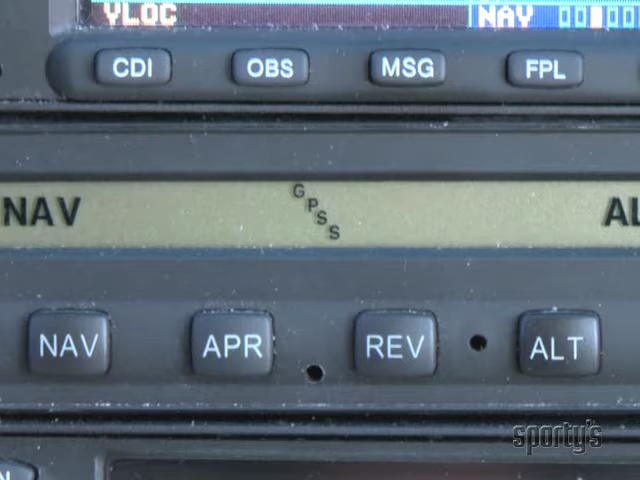 VLOC NAV
CDI OBS MSG FPL
NAV GPSS AL
NAV APR REV ALT
sporty's
N